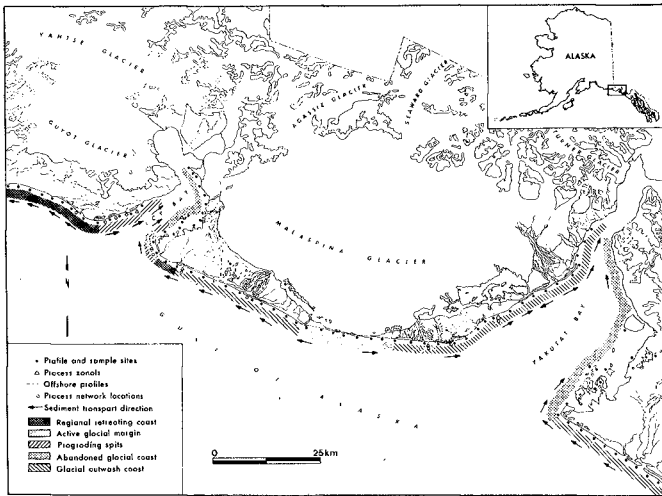 YAHTSE GLACIER
GUYOT GLACIER
AGASSIZ GLACIER
SEWARD GLACIER
ALASKA
MALASPINA GLACIER
BAY
YAKUTAT BAY
GULF OF ALASKA
Profile and sample sites
Offshore profiles
Process network locations
Sediment transport direction
Regional retreating coast
Active glacial margin
Prograding spits
Abandoned glacial coast
Glacial outwash coast
0 25km